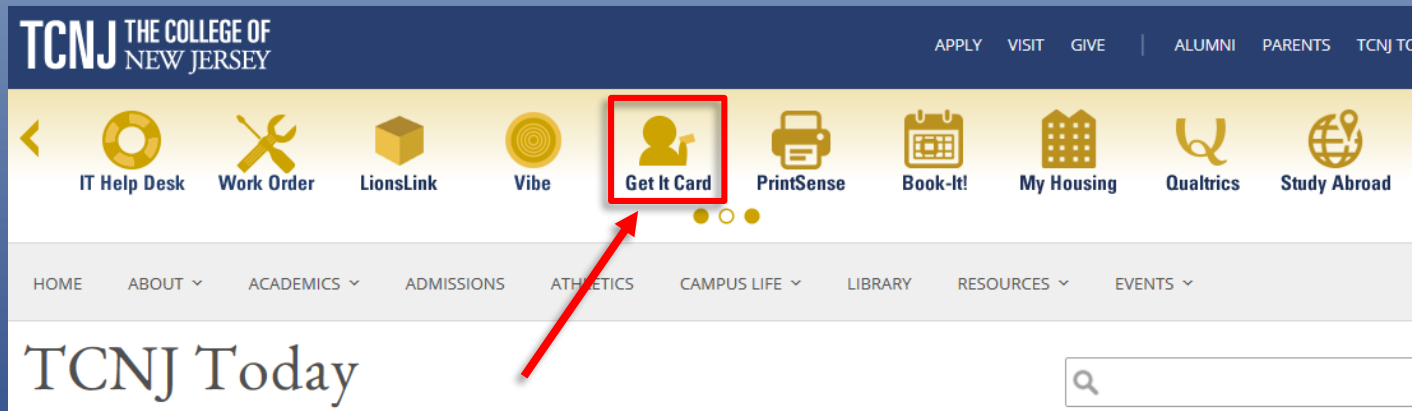 TCNJ THE COLLEGE OF NEW JERSEY
APPLY VISIT GIVE ALUMNI PARENTS TCNJ
IT Help Desk Work Order LionsLink Vibe Get It Card PrintSense Book-It! My Housing Qualtrics Study Abroad
HOME ABOUT ACADEMICS ADMISSIONS ATHLETICS CAMPUS LIFE LIBRARY RESOURCES EVENTS
TCNJ Today